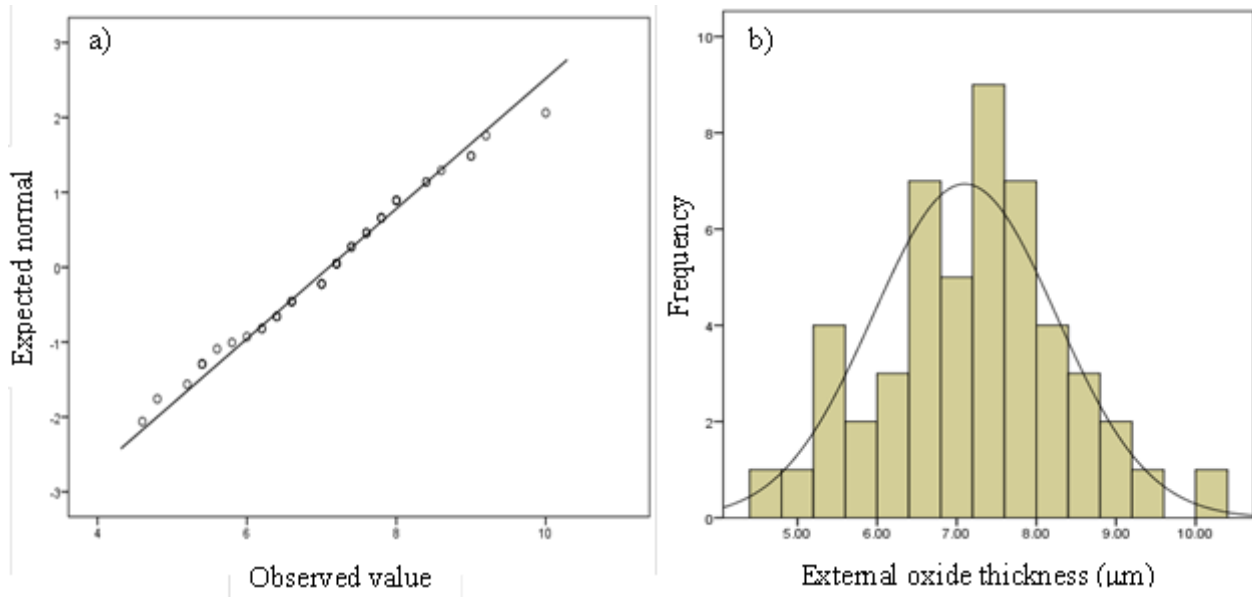 a)
3
2
1
0
-1
-2
-3
4 6 8 10
Expected normal
Observed value
b)
10
8
6
4
2
0
5.00 6.00 7.00 8.00 9.00 10.00
Frequency
External oxide thickness (μm)